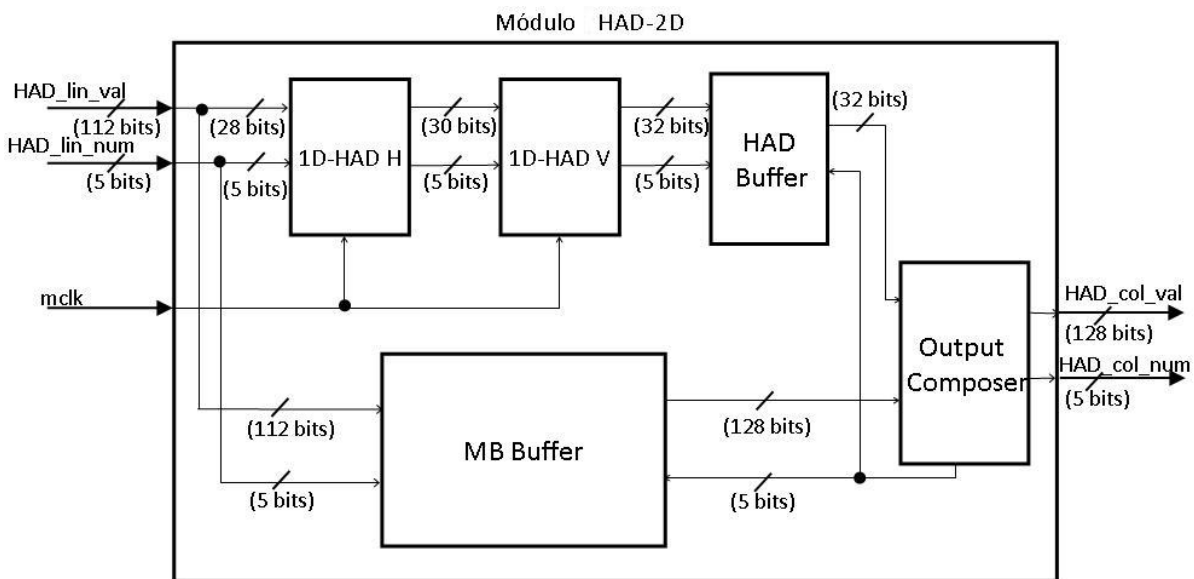 Módulo HAD-2D
HAD_lin_val
(112 bits)
HAD_lin_num
(5 bits)
(28 bits)
(5 bits)
1D-HAD H
(30 bits)
(5 bits)
1D-HAD V
(32 bits)
(5 bits)
HAD
Buffer
(32 bits)
mclk
Output
Composer
HAD_col_val
(128 bits)
HAD_col_num
(5 bits)
(112 bits)
(5 bits)
MB Buffer
(128 bits)
(5 bits)